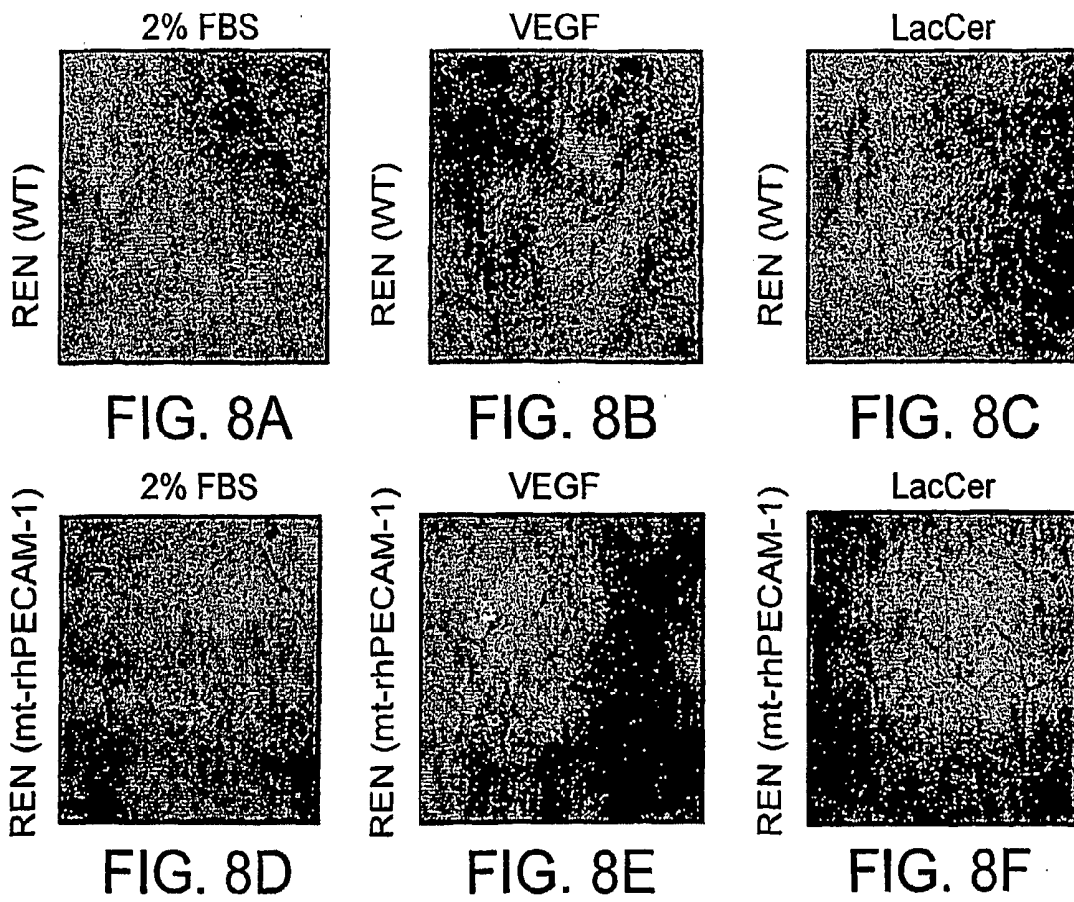 2% FBS
VEGF
LacCer
REN (WT)
REN (WT)
REN (WT)
FIG. 8A
FIG. 8B
FIG. 8C
2% FBS
VEGF
LacCer
REN (mt-rhPECAM-1)
REN (mt-rhPECAM-1)
REN (mt-rhPECAM-1)
FIG. 8D
FIG. 8E
FIG. 8F